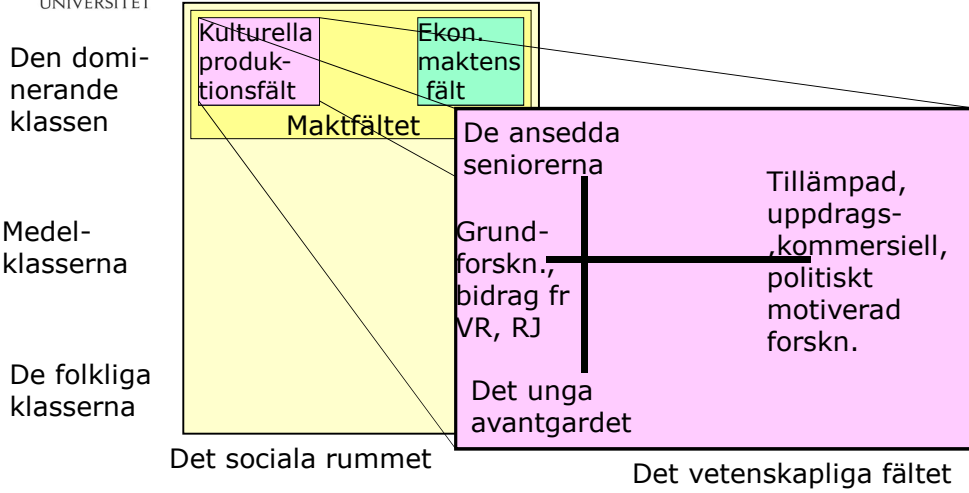 UNIVERSITET
Den domi-
nerande
klassen
Kulturella
produk-
tionsfält
Ekon.
maktens
fält
Maktfältet
Medel-
klasserna
De folkliga
klasserna
Det sociala rummet
De ansedda
seniorerna
Grund-
forskn.,
bidrag fr
VR, RJ
Tillämpad,
uppdrags-
,kommersiell,
politiskt
motiverad
forskn.
Det unga
avantgardet
Det vetenskapliga fältet